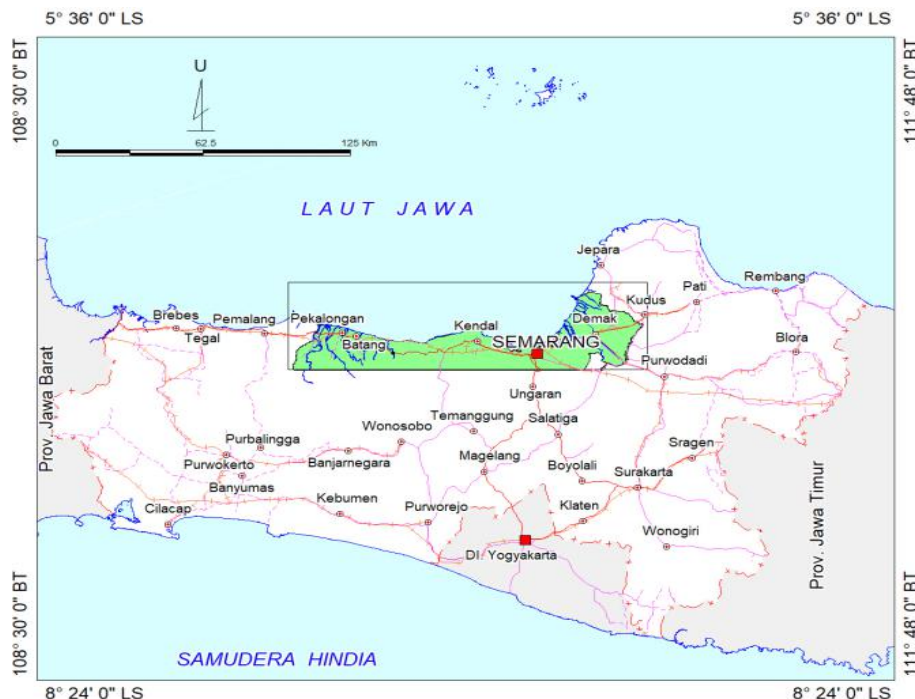 5° 36' 0" LS
5° 36' 0" LS
108° 30' 0" BT
111° 48' 0" BT
U
0 62.5 125 Km
LAUT JAWA
Jepara
Rembang
Pati
Kudus
Demak
Brebes
Tegal
Pemalang
Pekalongan
Batang
Kendal
SEMARANG
Blora
Purwodadi
Ungaran
Temanggung
Salatiga
Wonosobo
Purbalingga
Banjarnegara
Purwokerto
Banyumas
Magelang
Boyolali
Sragen
Surakarta
Kebumen
Cilacap
Purworejo
Klaten
Wonogiri
DI. Yogyakarta
Prov. Jawa Barat
Prov. Jawa Timur
SAMUDERA HINDIA
108° 30' 0" BT
111° 48' 0" BT
8° 24' 0" LS
8° 24' 0" LS